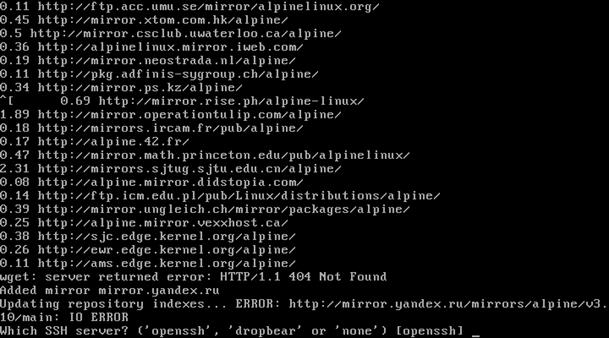 0.11 http://ftp.acc.umu.se/mirror/alpinelinux.org/
0.45 http://mirror.xtom.com.hk/alpine/
0.5 http://mirror.csclub.uwaterloo.ca/alpine/
0.36 http://alpinelinux.mirror.iweb.com/
0.19 http://mirror.neostrada.nl/alpine/
0.11 http://pkg.adfinis-sygroup.ch/alpine/
0.34 http://mirror.ps.kz/alpine/
^[      0.69 http://mirror.rise.ph/alpine-linux/
1.89 http://mirror.operationtulip.com/alpine/
0.18 http://mirrors.ircam.fr/pub/alpine/
0.17 http://alpine.42.fr/
0.47 http://mirror.math.princeton.edu/pub/alpinelinux/
2.31 http://mirrors.sjtug.sjtu.edu.cn/alpine/
0.08 http://alpine.mirror.didstopia.com/
0.14 http://ftp.icm.edu.pl/pub/Linux/distributions/alpine/
0.39 http://mirror.ungleich.ch/mirror/packages/alpine/
0.25 http://alpine.mirror.vexxhost.ca/
0.38 http://sjc.edge.kernel.org/alpine/
0.26 http://ewr.edge.kernel.org/alpine/
0.11 http://ams.edge.kernel.org/alpine/
wget: server returned error: HTTP/1.1 404 Not Found
Added mirror mirror.yandex.ru
Updating repository indexes... ERROR: http://mirror.yandex.ru/mirrors/alpine/v3.
10/main: IO ERROR
Which SSH server? ('openssh', 'dropbear' or 'none') [openssh] _